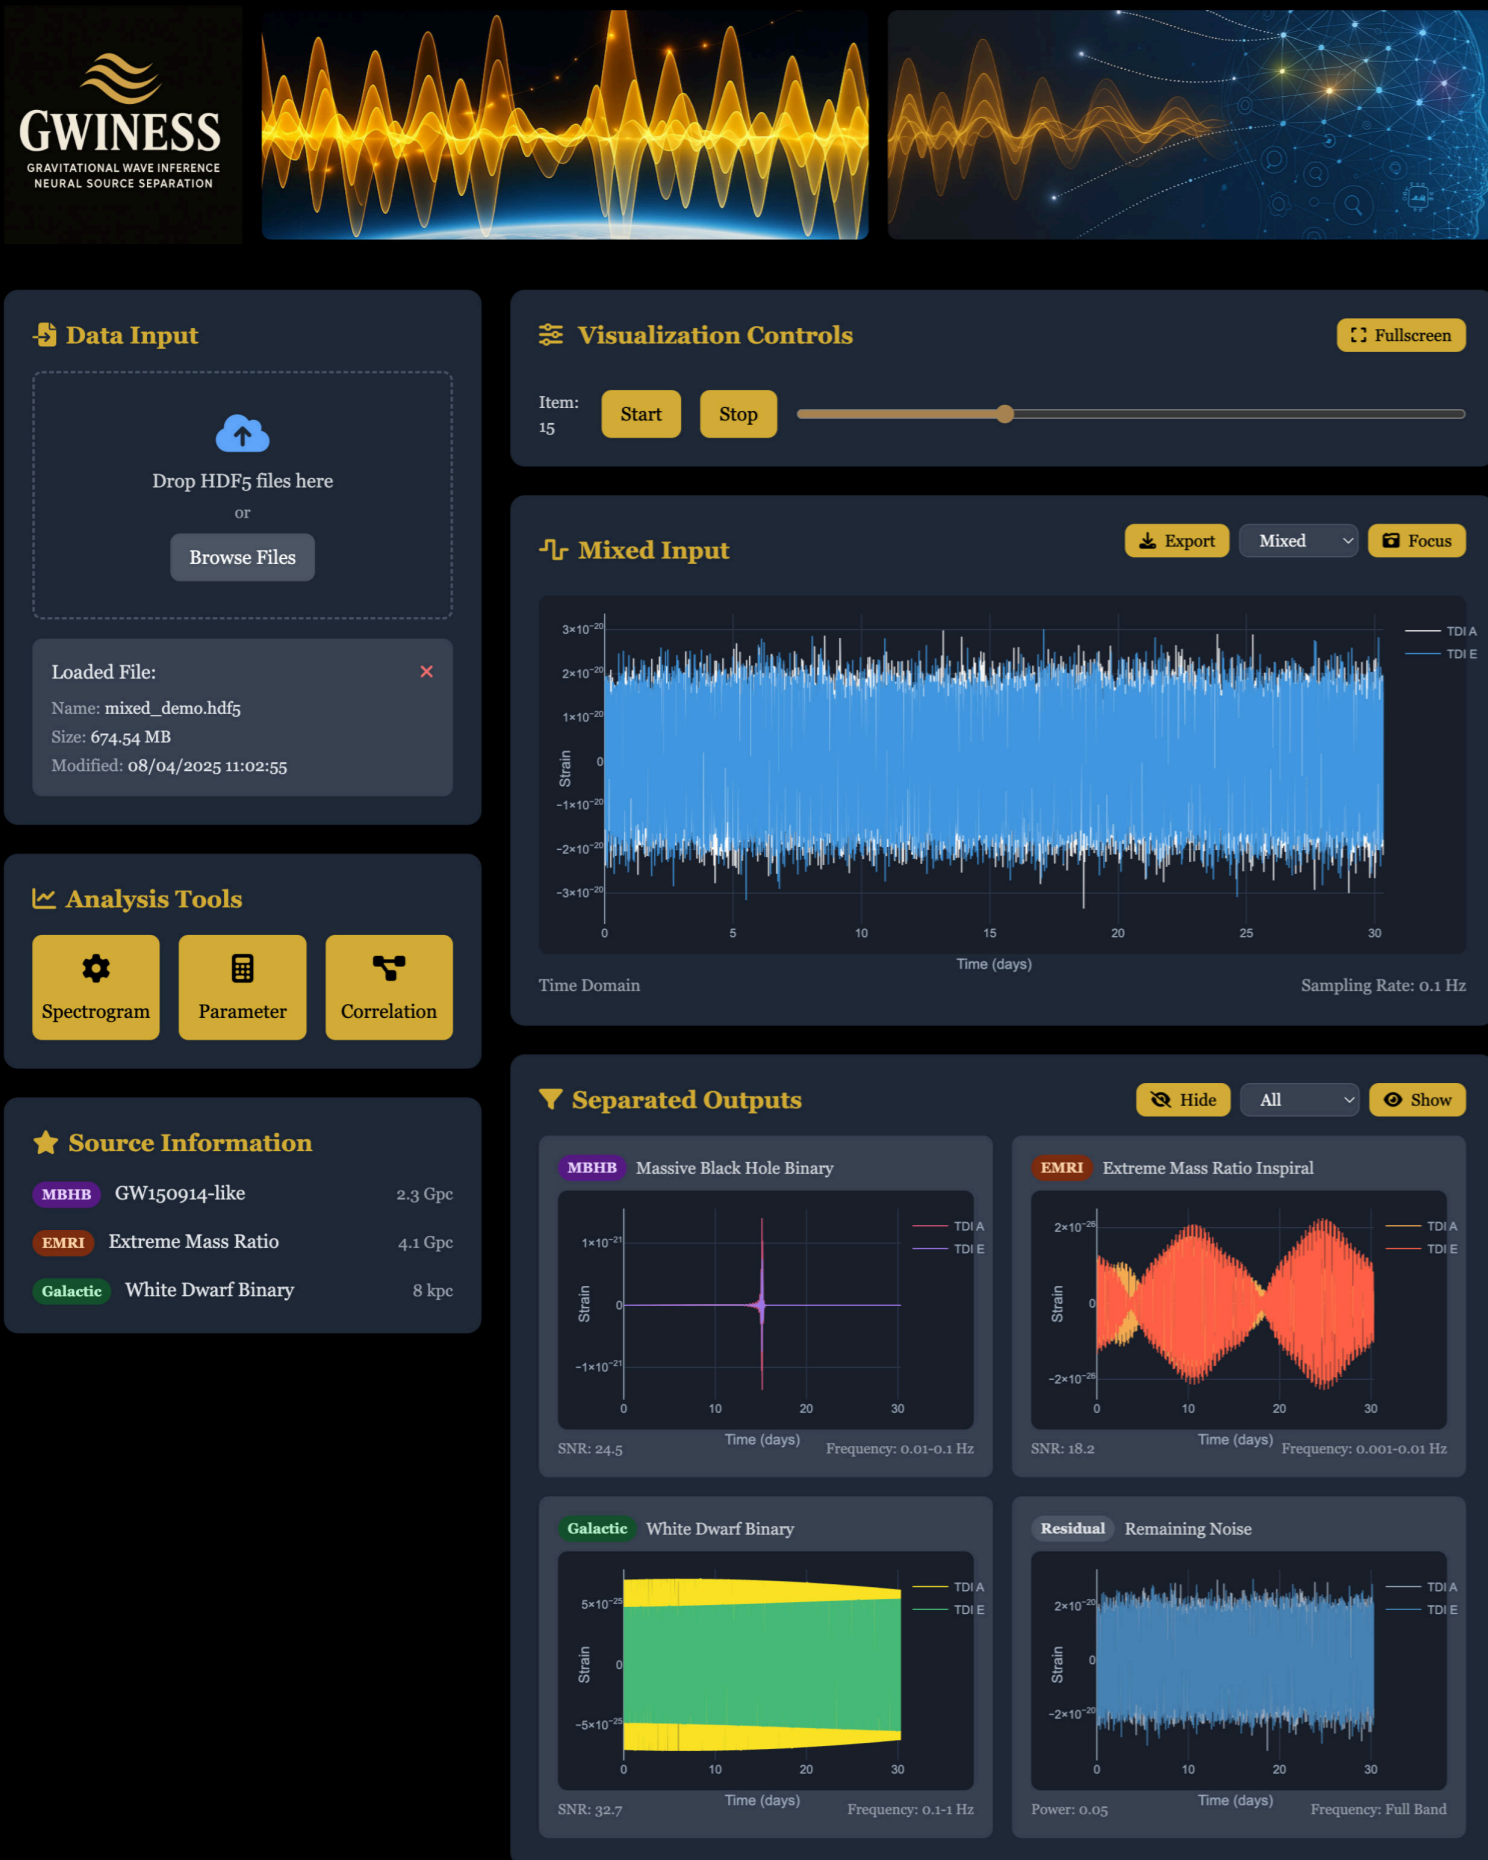 GWINESS
GRAVITATIONAL WAVE INFERENCE
NEURAL SOURCE SEPARATION
Data Input
Drop HDF5 files here
or
Browse Files
Loaded File:
Name: mixed_demo.hdf5
Size: 674.54 MB
Modified: 08/04/2025 11:02:55
Analysis Tools
Spectrogram
Parameter
Correlation
Source Information
MBHB GW150914-like 2.3 Gpc
EMRI Extreme Mass Ratio 4.1 Gpc
Galactic White Dwarf Binary 8 kpc
Visualization Controls
Fullscreen
Item:
15
Start
Stop
Mixed Input
Export
Mixed
Focus
3×10⁻²⁰
2×10⁻²⁰
1×10⁻²⁰
0
−1×10⁻²⁰
−2×10⁻²⁰
−3×10⁻²⁰
Strain
0 5 10 15 20 25 30
Time (days)
TDI A
TDI E
Time Domain
Sampling Rate: 0.1 Hz
Separated Outputs
Hide
All
Show
MBHB Massive Black Hole Binary
1×10⁻²¹
0
−1×10⁻²¹
Strain
0 10 20 30
Time (days)
TDI A
TDI E
SNR: 24.5
Frequency: 0.01-0.1 Hz
EMRI Extreme Mass Ratio Inspiral
2×10⁻²⁶
0
−2×10⁻²⁶
Strain
0 10 20 30
Time (days)
TDI A
TDI E
SNR: 18.2
Frequency: 0.001-0.01 Hz
Galactic White Dwarf Binary
5×10⁻²⁵
0
−5×10⁻²⁵
Strain
0 10 20 30
Time (days)
TDI A
TDI E
SNR: 32.7
Frequency: 0.1-1 Hz
Residual Remaining Noise
2×10⁻²⁰
0
−2×10⁻²⁰
Strain
0 10 20 30
Time (days)
TDI A
TDI E
Power: 0.05
Frequency: Full Band